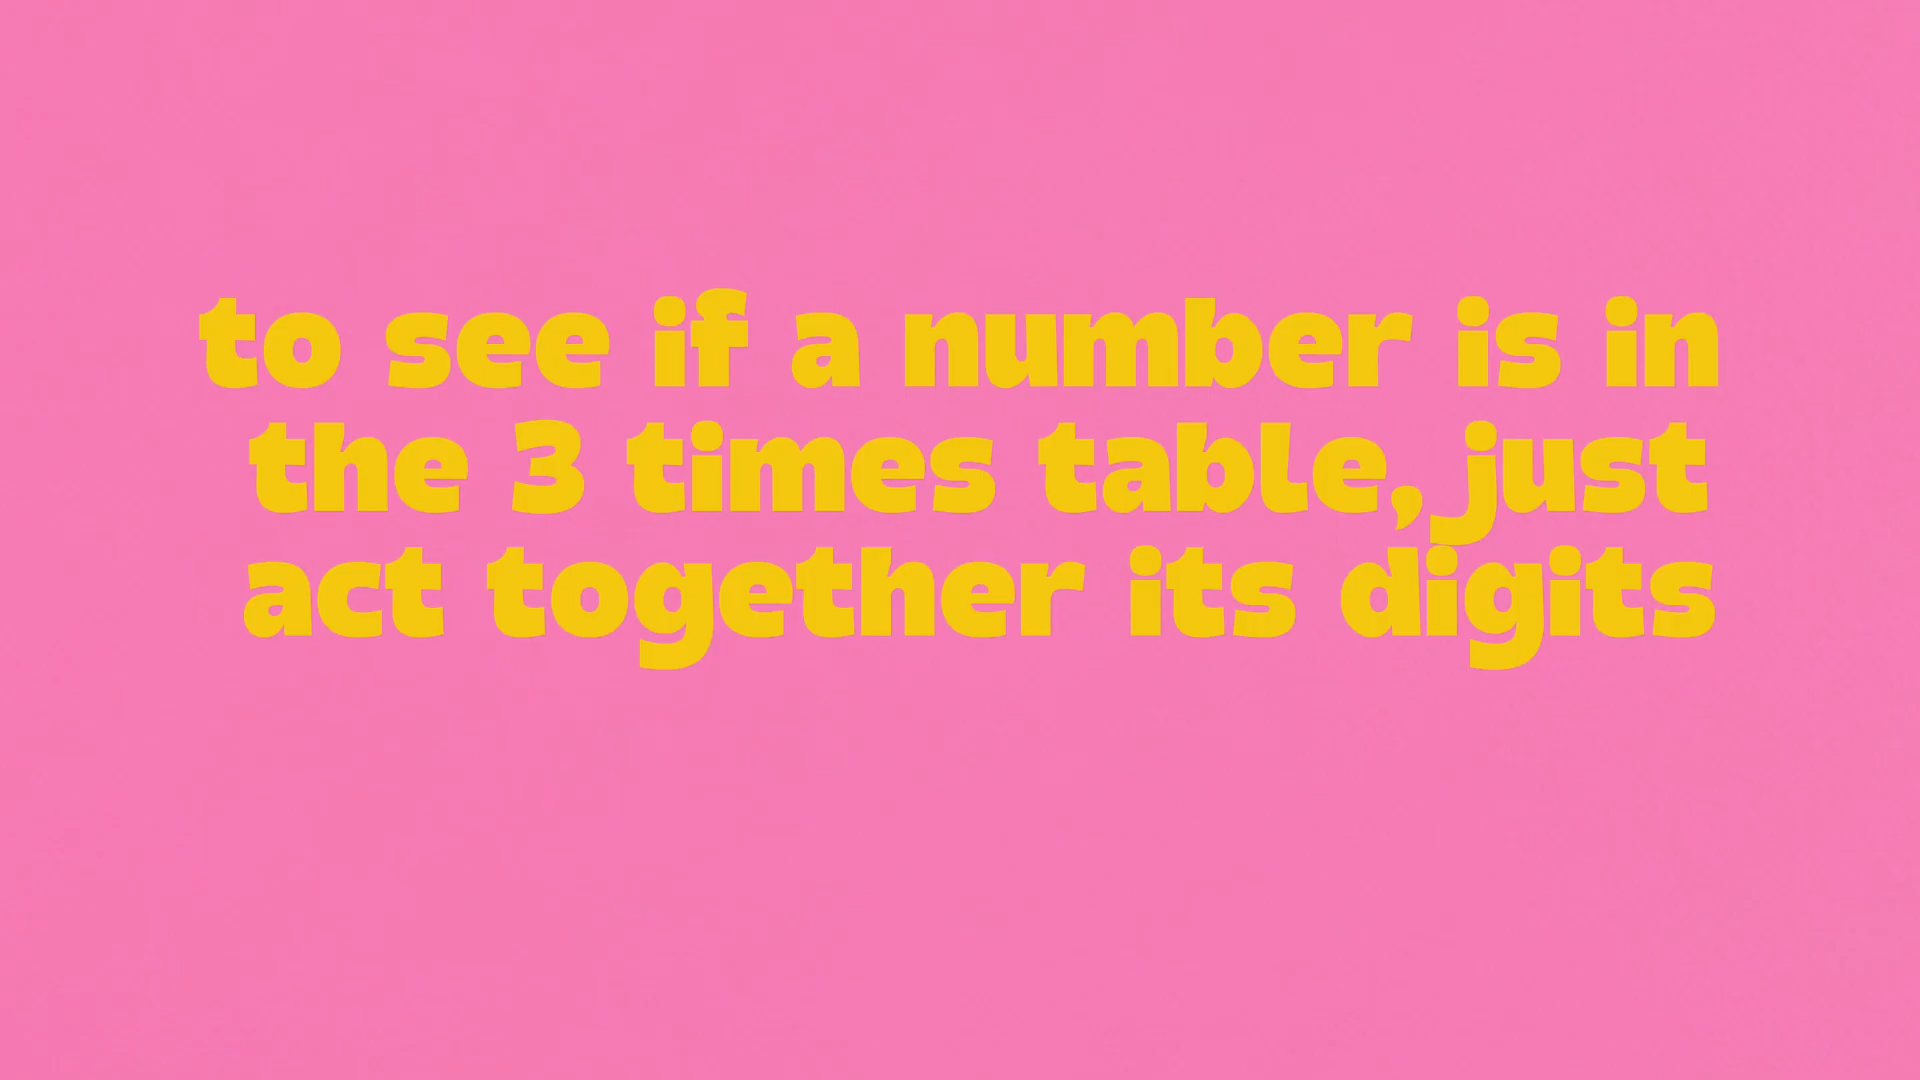 to see if a number is in
the 3 times table, just
act together its digits